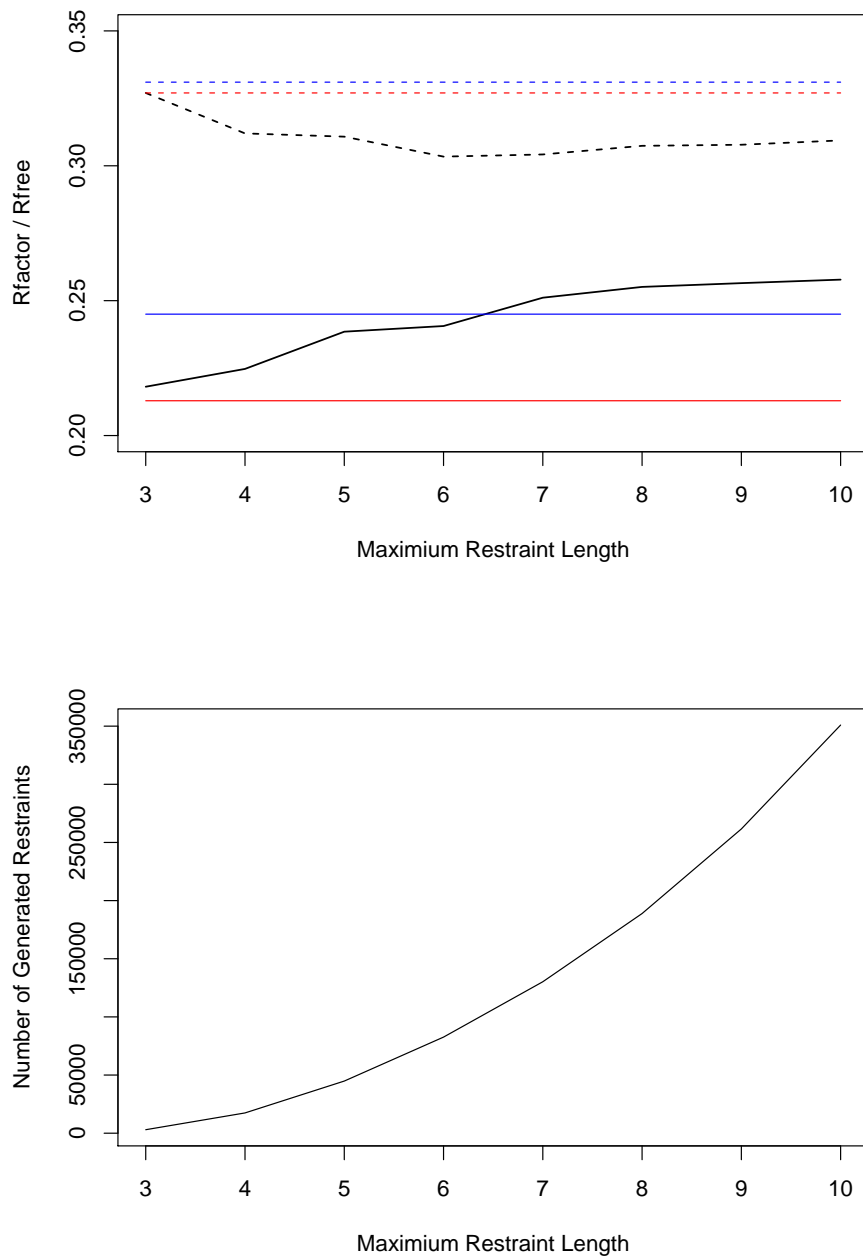 Rfactor / Rfree
0.35
0.30
0.25
0.20
3 4 5 6 7 8 9 10
Maximium Restraint Length
Number of Generated Restraints
350000
250000
150000
50000
0
3 4 5 6 7 8 9 10
Maximium Restraint Length